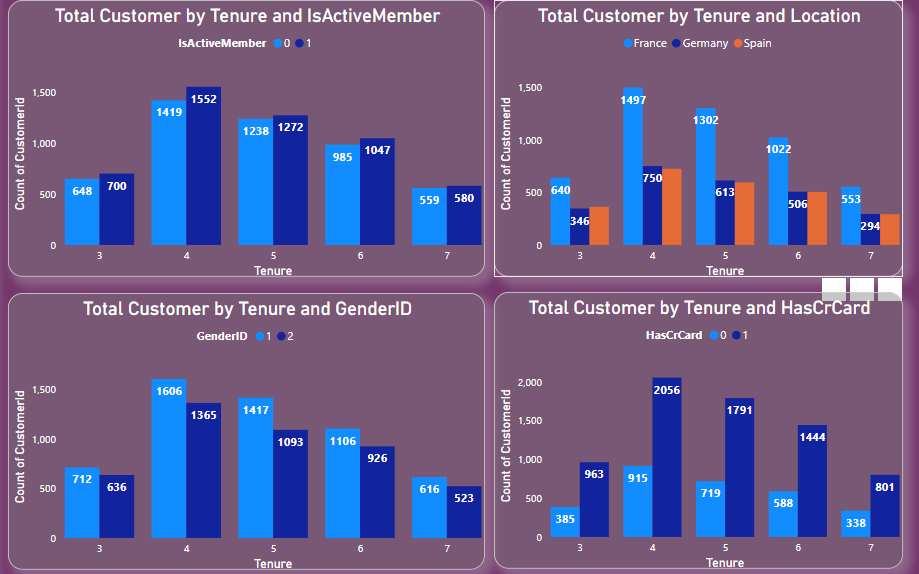 Total Customer by Tenure and IsActiveMember
IsActiveMember 0 1
Count of CustomerId
1,500
1,000
500
0
648 700
1419 1552
1238 1272
985 1047
559 580
3 4 5 6 7
Tenure
Total Customer by Tenure and Location
France Germany Spain
Count of CustomerId
1,500
1,000
500
0
640 346
1497 750
1302 613
1022 506
553 294
3 4 5 6 7
Tenure
Total Customer by Tenure and GenderID
GenderID 1 2
Count of CustomerId
1,500
1,000
500
0
712 636
1606 1365
1417 1093
1106 926
616 523
3 4 5 6 7
Tenure
Total Customer by Tenure and HasCrCard
HasCrCard 0 1
Count of CustomerId
2,000
1,500
1,000
500
0
385 963
915 2056
719 1791
588 1444
338 801
3 4 5 6 7
Tenure